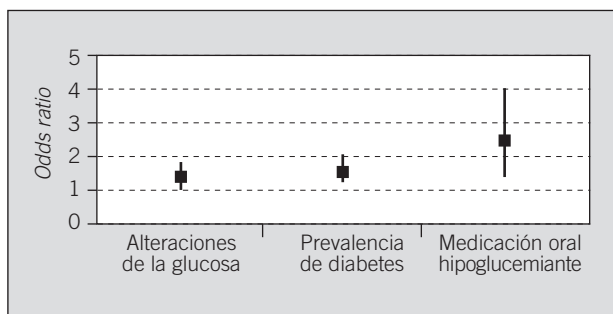 Odds ratio
5
4
3
2
1
0
Alteraciones
de la glucosa
Prevalencia
de diabetes
Medicación oral
hipoglucemiante